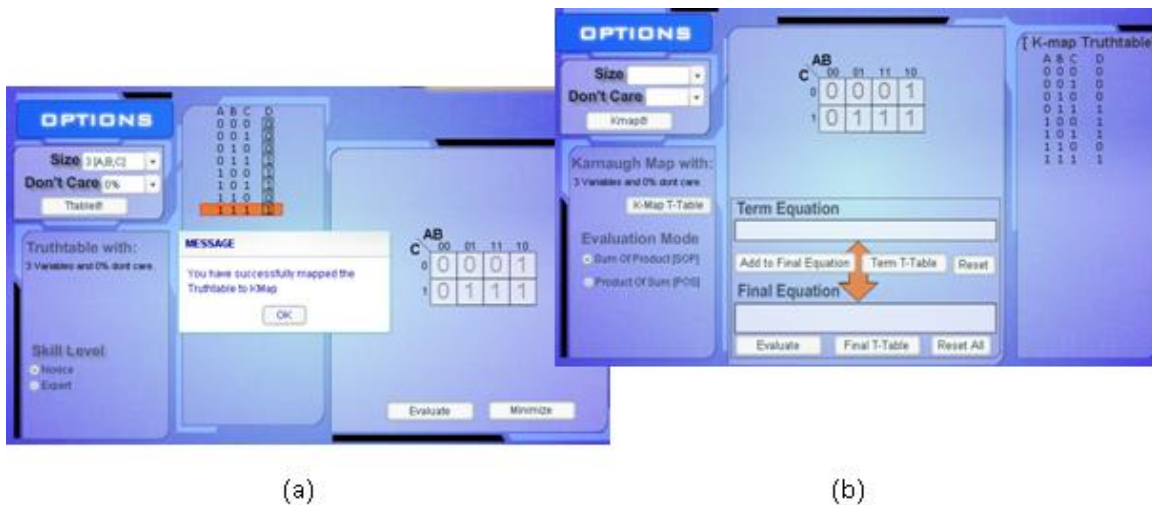 OPTIONS
Size 3 [A,B,C]
Don't Care 0%
Ttable®
Truthtable with:
3 Variables and 0% dont care.
Skill Level
Novice
Expert
A B C D
0 0 0 0
0 0 1 0
0 1 0 0
0 1 1 1
1 0 0 1
1 0 1 1
1 1 0 0
1 1 1 1
MESSAGE
You have successfully mapped the
Truthtable to KMap
OK
AB
C 00 01 11 10
0 0 0 0 1
1 0 1 1 1
Evaluate Minimize
(a)
OPTIONS
Size
Don't Care
Kmap®
Karnaugh Map with:
3 Variables and 0% dont care.
K-Map T-Table
Evaluation Mode
Sum Of Product [SOP]
Product Of Sum [POS]
AB
C 00 01 11 10
0 0 0 0 1
1 0 1 1 1
Term Equation
Add to Final Equation Term T-Table Reset
Final Equation
Evaluate Final T-Table Reset All
[ K-map Truthtable
A B C D
0 0 0 0
0 0 1 0
0 1 0 0
0 1 1 1
1 0 0 1
1 0 1 1
1 1 0 0
1 1 1 1
(b)